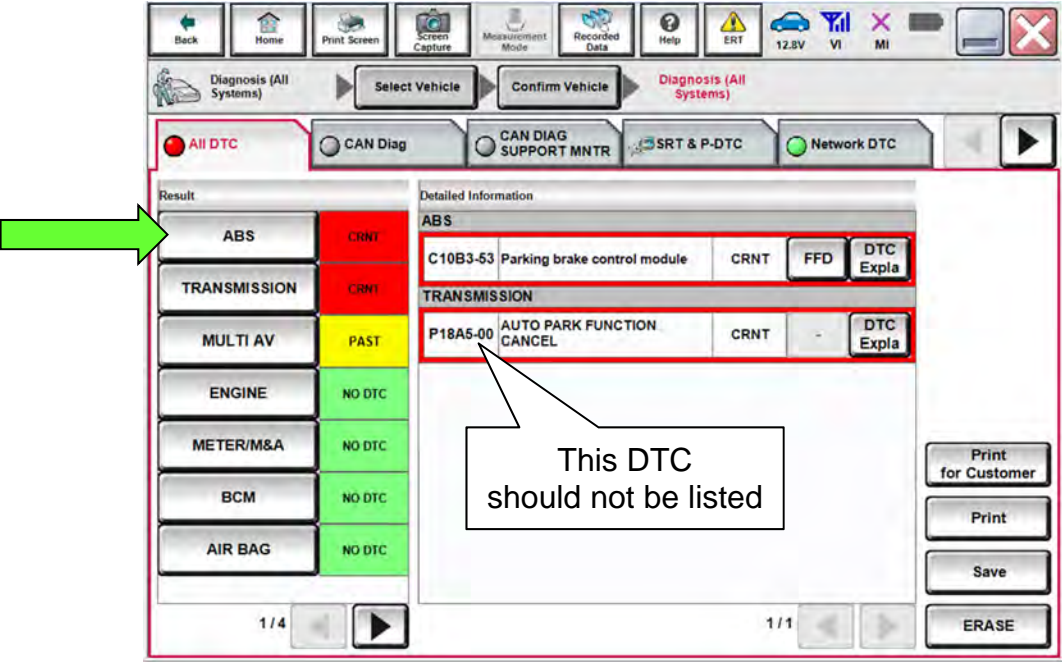 Back
Home
Print Screen
Screen
Capture
Measurement
Mode
Recorded
Data
Help
ERT
12.8V
VI
MI
Diagnosis (All
Systems)
Select Vehicle
Confirm Vehicle
Diagnosis (All
Systems)
All DTC
CAN Diag
CAN DIAG
SUPPORT MNTR
SRT & P-DTC
Network DTC
Result
ABS CRNT
TRANSMISSION CRNT
MULTI AV PAST
ENGINE NO DTC
METER/M&A NO DTC
BCM NO DTC
AIR BAG NO DTC
1/4
Detailed Information
ABS
C10B3-53 Parking brake control module CRNT FFD DTC
Expla
TRANSMISSION
P18A5-00 AUTO PARK FUNCTION
CANCEL CRNT - DTC
Expla
This DTC
should not be listed
1/1
Print
for Customer
Print
Save
ERASE